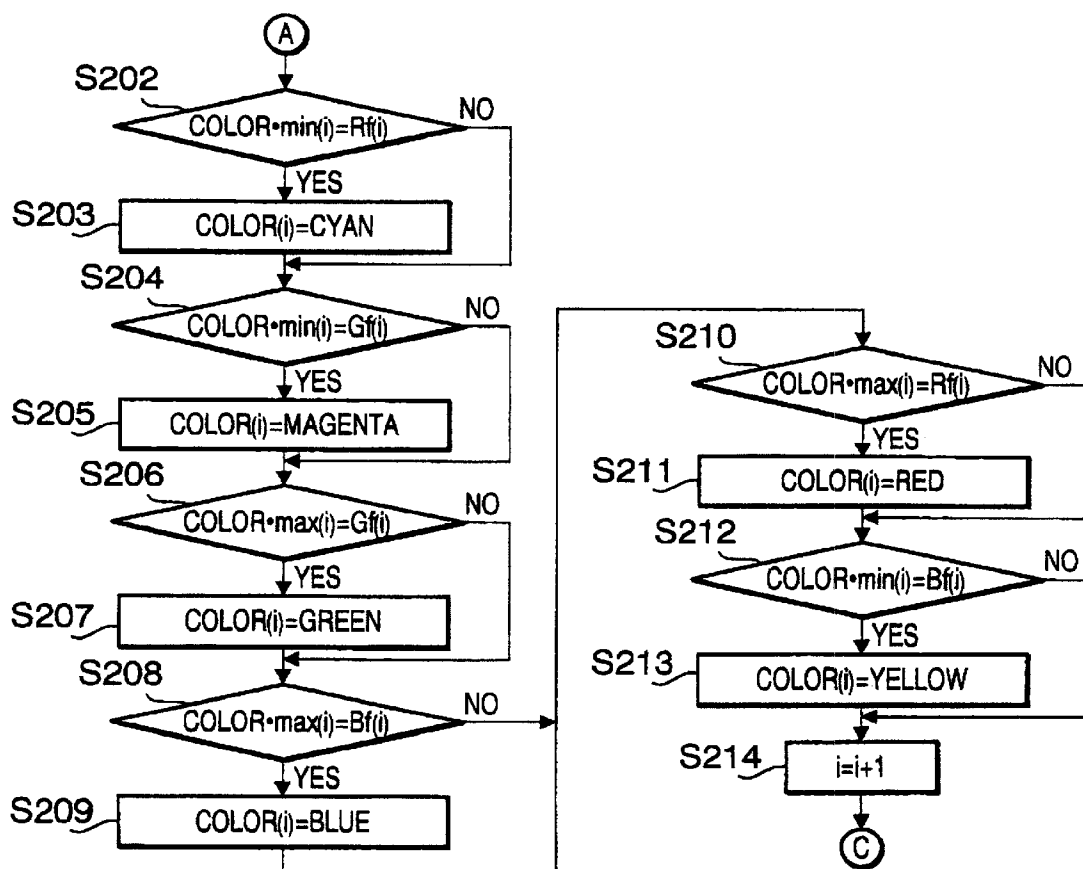 A
S202
COLOR•min(i)=Rf(i)
NO
YES
S203
COLOR(i)=CYAN
S204
COLOR•min(i)=Gf(i)
NO
YES
S205
COLOR(i)=MAGENTA
S206
COLOR•max(i)=Gf(i)
NO
YES
S207
COLOR(i)=GREEN
S208
COLOR•max(i)=Bf(i)
NO
YES
S209
COLOR(i)=BLUE
S210
COLOR•max(i)=Rf(i)
NO
YES
S211
COLOR(i)=RED
S212
COLOR•min(i)=Bf(i)
NO
YES
S213
COLOR(i)=YELLOW
S214
i=i+1
C